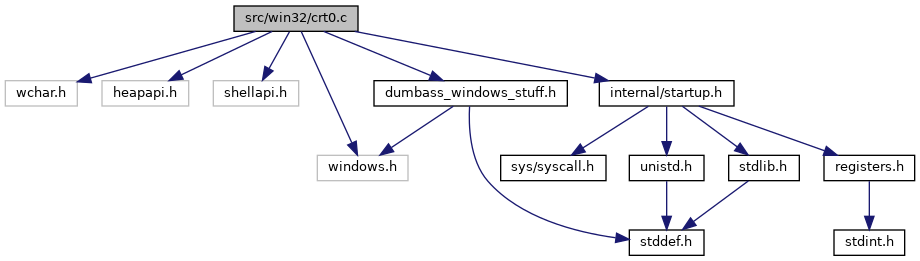 src/win32/crt0.c
wchar.h
heapapi.h
shellapi.h
dumbass_windows_stuff.h
internal/startup.h
windows.h
sys/syscall.h
unistd.h
stdlib.h
registers.h
stddef.h
stdint.h